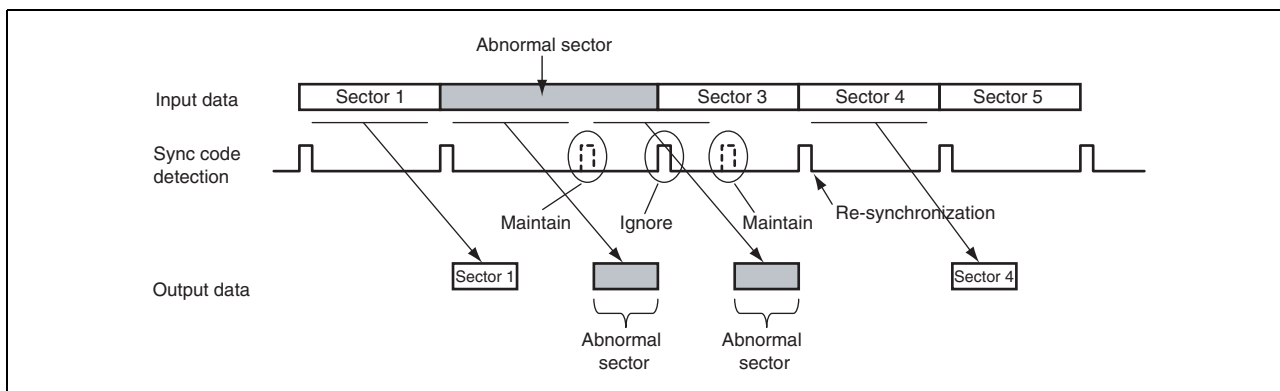 Abnormal sector
Input data
Sector 1
Sector 3
Sector 4
Sector 5
Sync code
detection
Maintain
Ignore
Maintain
Re-synchronization
Output data
Sector 1
Sector 4
Abnormal
sector
Abnormal
sector